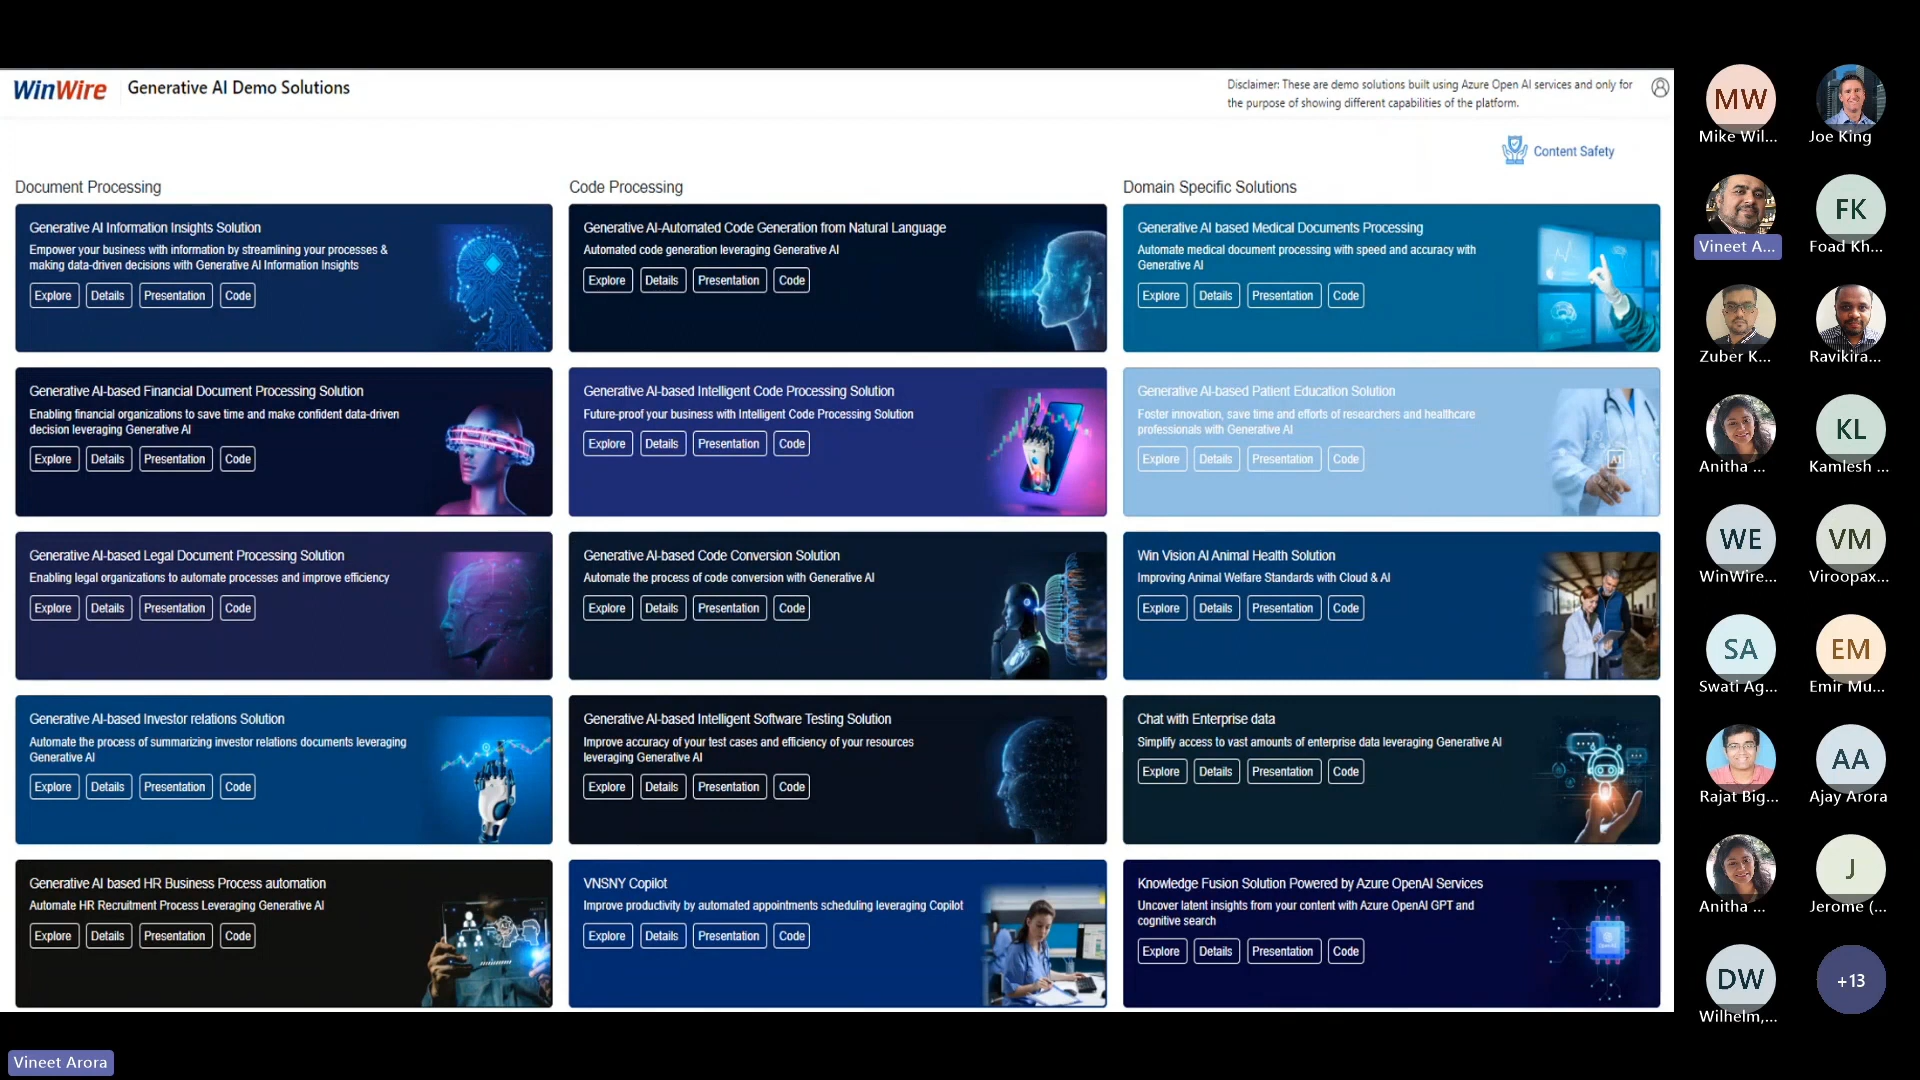 WinWire
Generative AI Demo Solutions
Disclaimer: These are demo solutions built using Azure Open AI services and only for
the purpose of showing different capabilities of the platform.
Content Safety
Document Processing
Generative AI Information Insights Solution
Empower your business with information by streamlining your processes &
making data-driven decisions with Generative AI Information Insights
Explore Details Presentation Code
Generative AI-based Financial Document Processing Solution
Enabling financial organizations to save time and make confident data-driven
decision leveraging Generative AI
Explore Details Presentation Code
Generative AI-based Legal Document Processing Solution
Enabling legal organizations to automate processes and improve efficiency
Explore Details Presentation Code
Generative AI-based Investor relations Solution
Automate the process of summarizing investor relations documents leveraging
Generative AI
Explore Details Presentation Code
Generative AI based HR Business Process automation
Automate HR Recruitment Process Leveraging Generative AI
Explore Details Presentation Code
Code Processing
Generative AI-Automated Code Generation from Natural Language
Automated code generation leveraging Generative AI
Explore Details Presentation Code
Generative AI-based Intelligent Code Processing Solution
Future-proof your business with Intelligent Code Processing Solution
Explore Details Presentation Code
Generative AI-based Code Conversion Solution
Automate the process of code conversion with Generative AI
Explore Details Presentation Code
Generative AI-based Intelligent Software Testing Solution
Improve accuracy of your test cases and efficiency of your resources
leveraging Generative AI
Explore Details Presentation Code
VNSNY Copilot
Improve productivity by automated appointments scheduling leveraging Copilot
Explore Details Presentation Code
Domain Specific Solutions
Generative AI based Medical Documents Processing
Automate medical document processing with speed and accuracy with
Generative AI
Explore Details Presentation Code
Generative AI-based Patient Education Solution
Foster innovation, save time and efforts of researchers and healthcare
professionals with Generative AI
Explore Details Presentation Code
AI
Win Vision AI Animal Health Solution
Improving Animal Welfare Standards with Cloud & AI
Explore Details Presentation Code
Chat with Enterprise data
Simplify access to vast amounts of enterprise data leveraging Generative AI
Explore Details Presentation Code
Knowledge Fusion Solution Powered by Azure OpenAI Services
Uncover latent insights from your content with Azure OpenAI GPT and
cognitive search
Explore Details Presentation Code
MW
Mike Wil...
Joe King
Vineet A...
FK
Foad Kh...
Zuber K...
Ravikira...
Anitha ...
KL
Kamlesh ...
WE
WinWire...
VM
Viroopax...
SA
Swati Ag...
EM
Emir Mu...
Rajat Big...
AA
Ajay Arora
Anitha ...
J
Jerome (...
DW
Wilhelm,...
+13
Vineet Arora